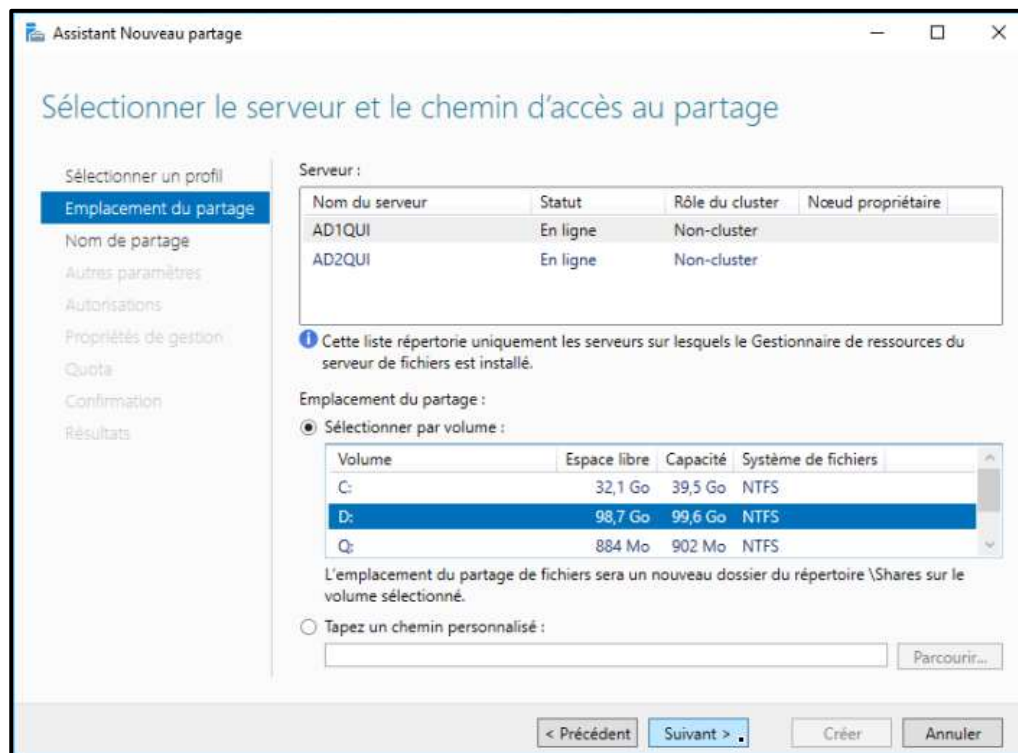 Assistant Nouveau partage
Sélectionner le serveur et le chemin d'accès au partage
Sélectionner un profil
Emplacement du partage
Nom de partage
Autres paramètres
Autorisations
Propriétés de gestion
Quota
Confirmation
Résultats
Serveur :
Nom du serveur Statut Rôle du cluster Nœud propriétaire
AD1QUI En ligne Non-cluster
AD2QUI En ligne Non-cluster
Cette liste répertorie uniquement les serveurs sur lesquels le Gestionnaire de ressources du
serveur de fichiers est installé.
Emplacement du partage :
Sélectionner par volume :
Volume Espace libre Capacité Système de fichiers
C: 32,1 Go 39,5 Go NTFS
D: 98,7 Go 99,6 Go NTFS
Q: 884 Mo 902 Mo NTFS
L'emplacement du partage de fichiers sera un nouveau dossier du répertoire \Shares sur le
volume sélectionné.
Tapez un chemin personnalisé :
Parcourir...
< Précédent Suivant > Créer Annuler